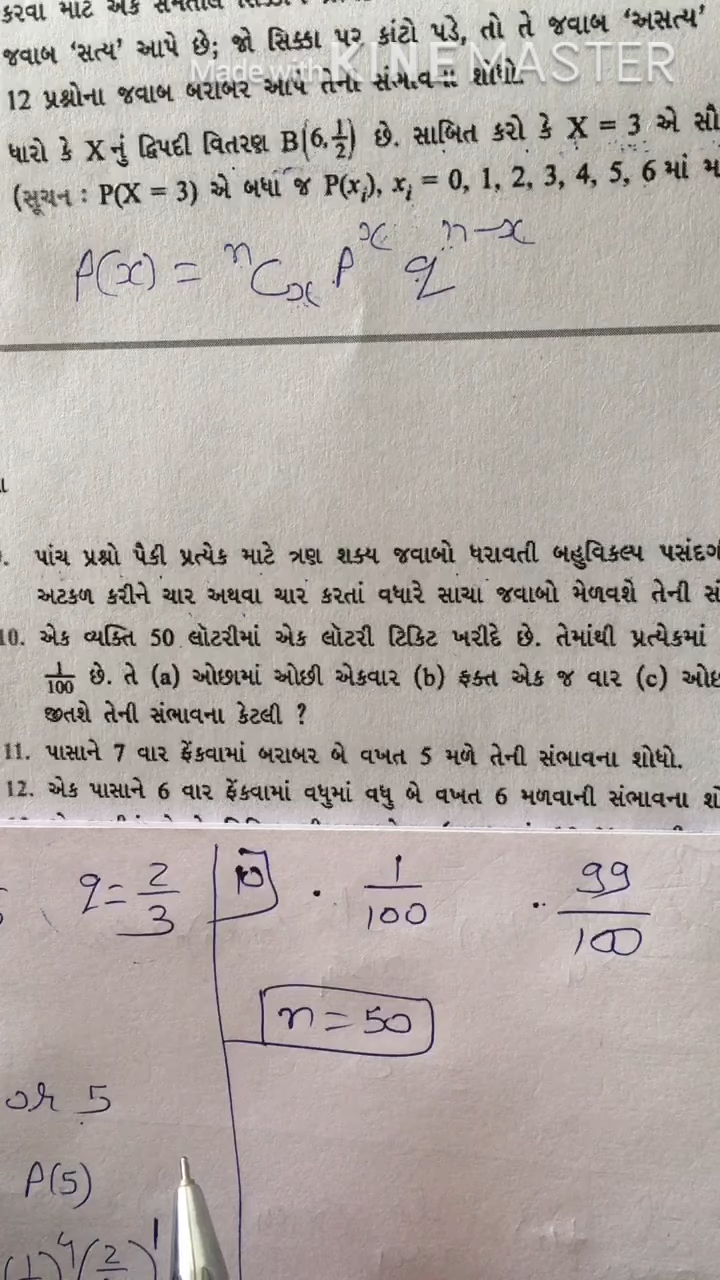 કરવા માટે એક સમતોલ
જવાબ ‘સત્ય’ આપે છે; જો સિક્કા પર કાંટો પડે, તો તે જવાબ ‘અસત્ય’
Made with KINEMASTER
12 પ્રશ્નોના જવાબ બરાબર આપે તેની સંભાવના શોધો.
ધારો કે X નું દ્વિપદી વિતરણ B(6, 1/2) છે. સાબિત કરો કે X = 3 એ સૌ
(સૂચન : P(X = 3) એ બધાં જ P(xᵢ), xᵢ = 0, 1, 2, 3, 4, 5, 6 માં મ
P(x) = ⁿCₓ Pˣ qⁿ⁻ˣ
પાંચ પ્રશ્નો પૈકી પ્રત્યેક માટે ત્રણ શક્ય જવાબો ધરાવતી બહુવિકલ્પ પસંદગી
અટકળ કરીને ચાર અથવા ચાર કરતાં વધારે સાચા જવાબો મેળવશે તેની સં
10. એક વ્યક્તિ 50 લૉટરીમાં એક લૉટરી ટિકિટ ખરીદે છે. તેમાંથી પ્રત્યેકમાં
1/100 છે. તે (a) ઓછામાં ઓછી એકવાર (b) ફક્ત એક જ વાર (c) ઓછ
જીતશે તેની સંભાવના કેટલી ?
11. પાસાને 7 વાર ફેંકવામાં બરાબર બે વખત 5 મળે તેની સંભાવના શોધો.
12. એક પાસાને 6 વાર ફેંકવામાં વધુમાં વધુ બે વખત 6 મળવાની સંભાવના શો
q = 2/3
10 . 1/100 . 99/100
n = 50
or 5
P(5)